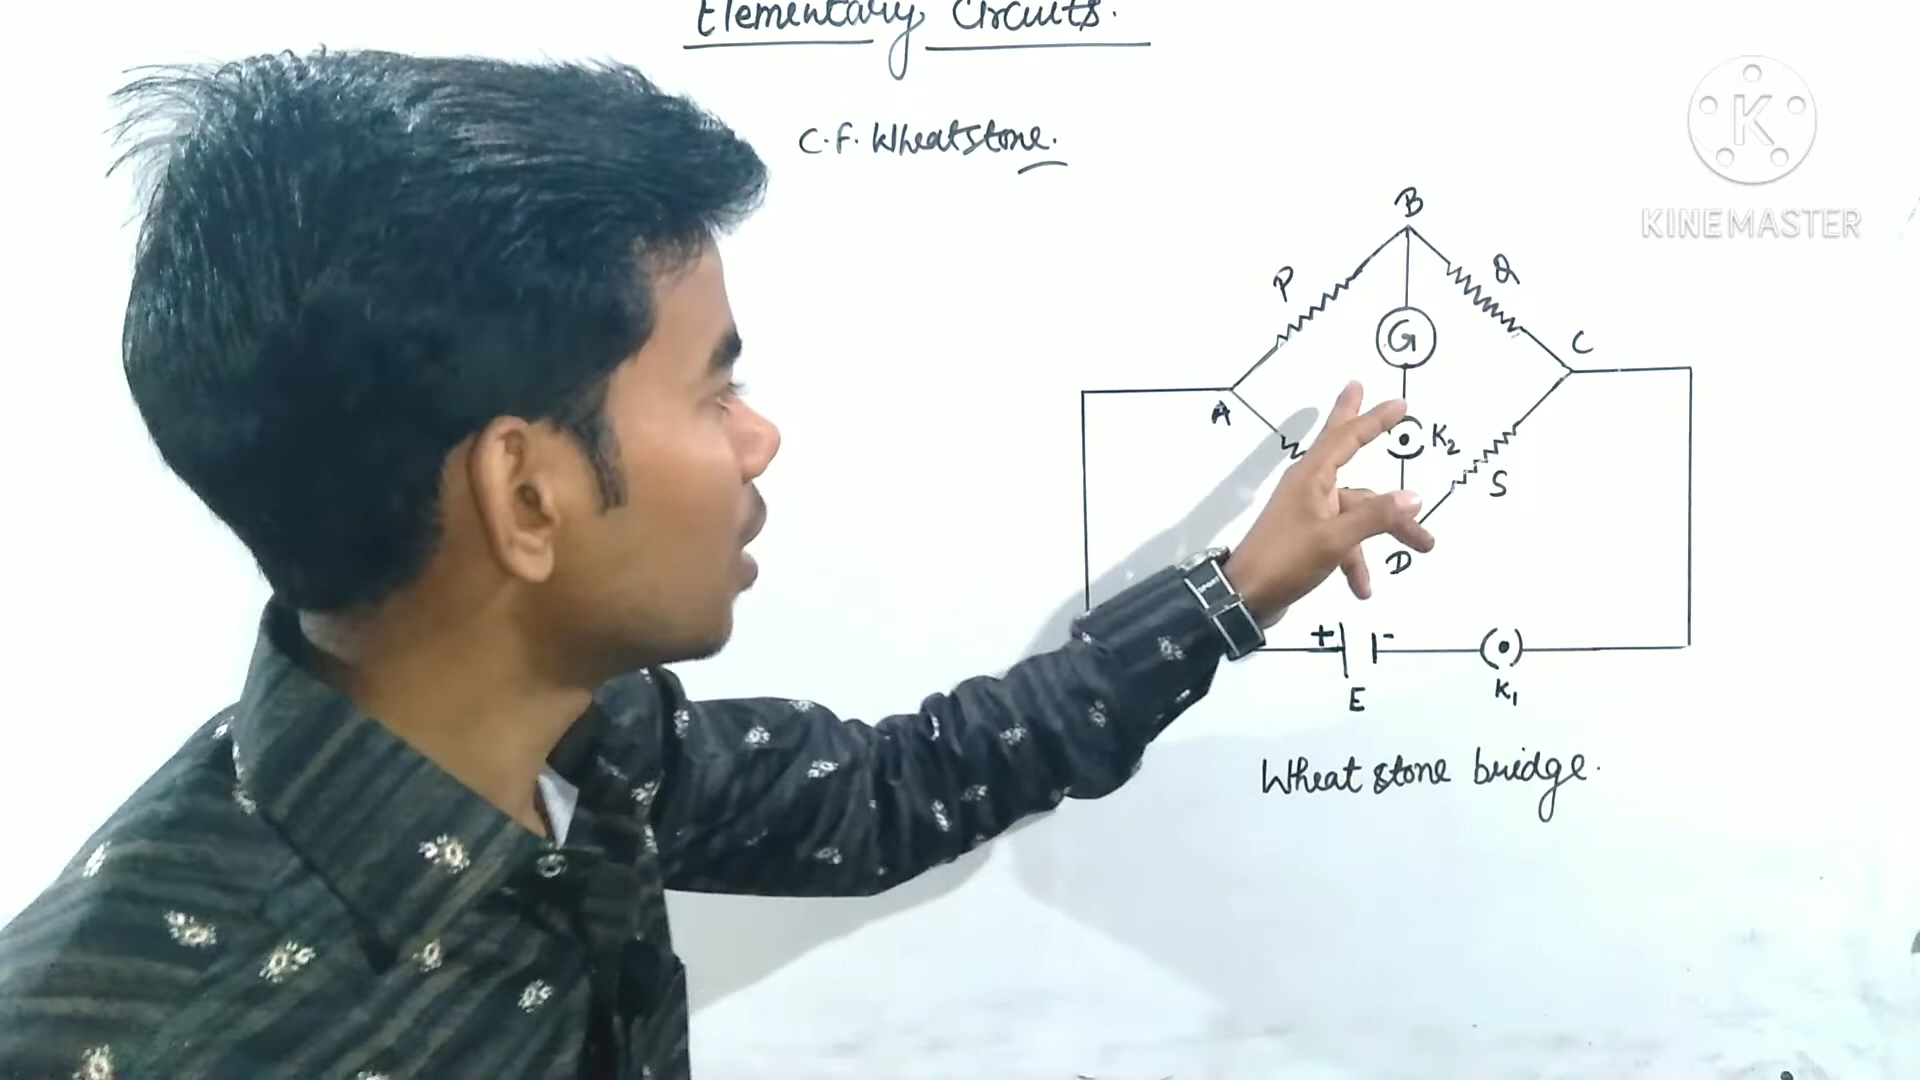 Elementary Circuits.
C.F. Wheatstone.
K
KINEMASTER
B
P
Q
G
C
A
K2
S
D
+ -
E
K1
Wheat stone bridge.